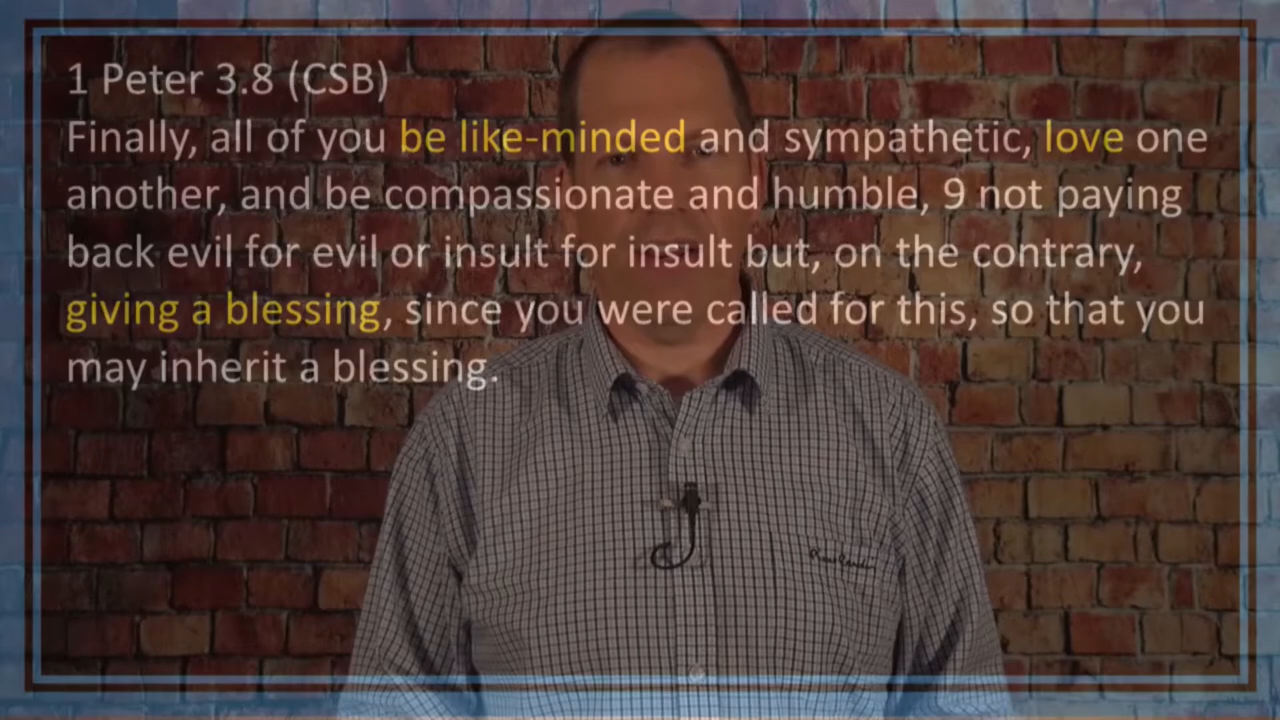 1 Peter 3.8 (CSB)
Finally, all of you be like-minded and sympathetic, love one
another, and be compassionate and humble, 9 not paying
back evil for evil or insult for insult but, on the contrary,
giving a blessing, since you were called for this, so that you
may inherit a blessing.